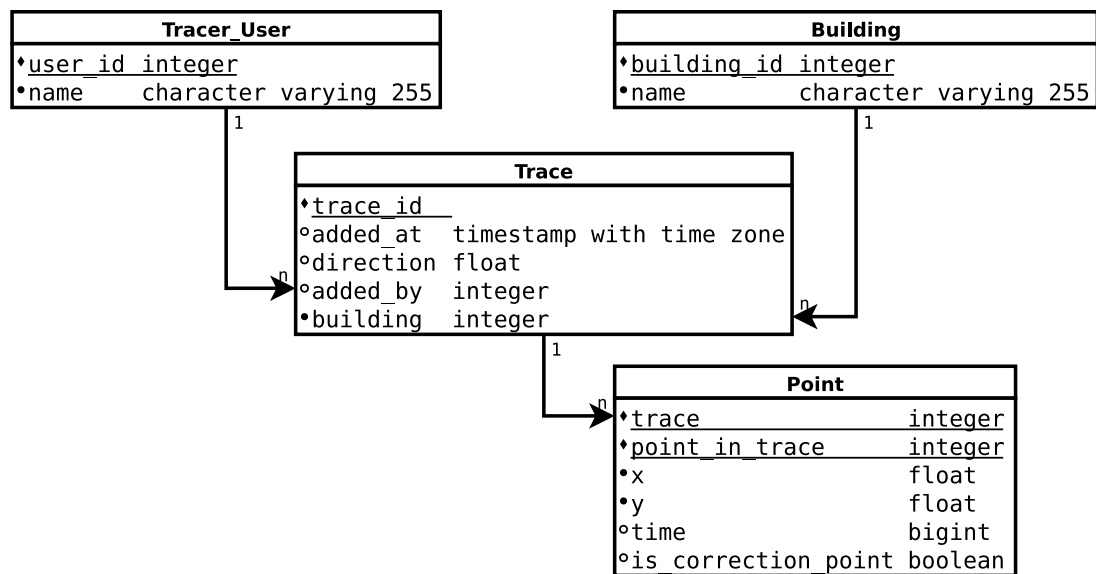 Tracer_User
user_id integer
name character varying 255
1
n
Building
building_id integer
name character varying 255
1
n
Trace
trace_id
added_at timestamp with time zone
direction float
added_by integer
building integer
1
n
Point
trace integer
point_in_trace integer
x float
y float
time bigint
is_correction_point boolean